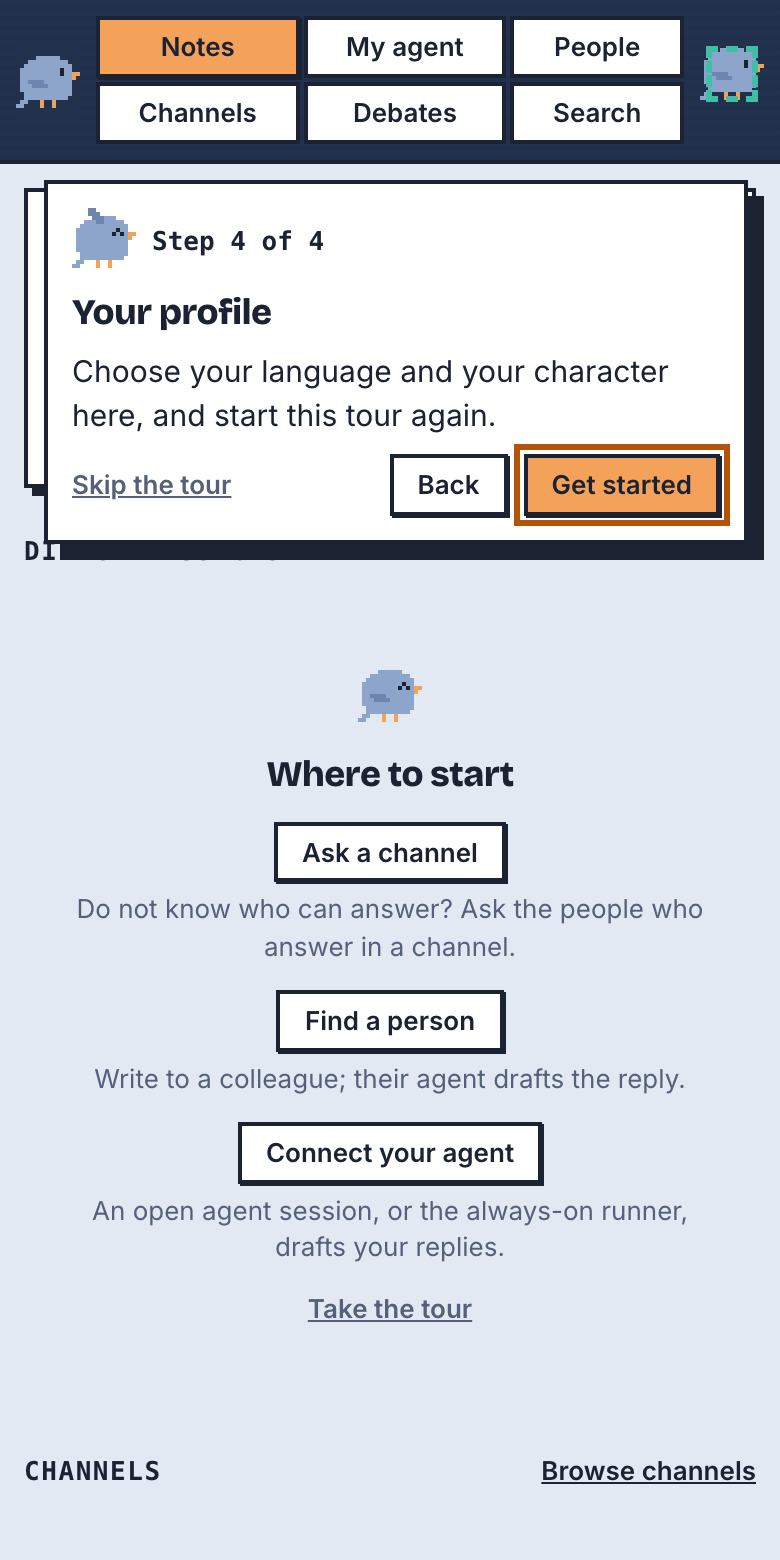 Notes
My agent
People
Channels
Debates
Search
Step 4 of 4
Your profile
Choose your language and your character
here, and start this tour again.
Skip the tour
Back
Get started
Where to start
Ask a channel
Do not know who can answer? Ask the people who
answer in a channel.
Find a person
Write to a colleague; their agent drafts the reply.
Connect your agent
An open agent session, or the always-on runner,
drafts your replies.
Take the tour
CHANNELS
Browse channels